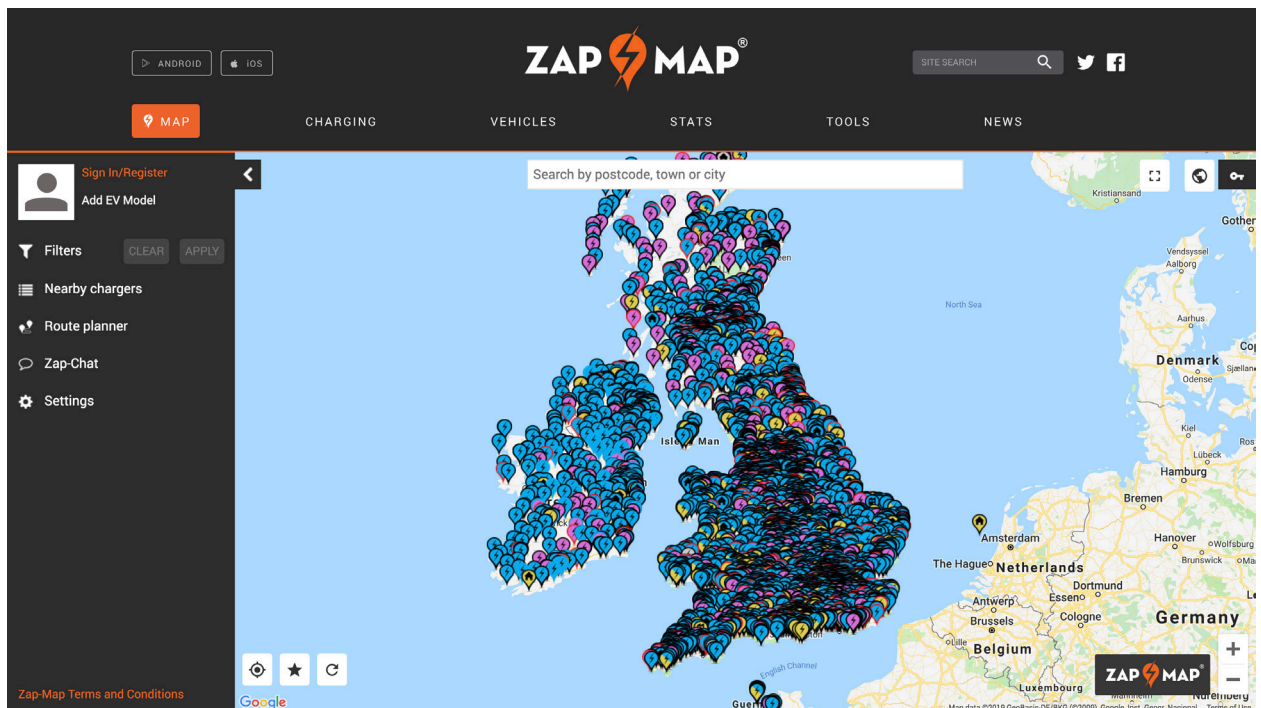 ANDROID
iOS
ZAP MAP®
SITE SEARCH
MAP
CHARGING
VEHICLES
STATS
TOOLS
NEWS
Sign In/Register
Add EV Model
Filters
CLEAR
APPLY
Nearby chargers
Route planner
Zap-Chat
Settings
Zap-Map Terms and Conditions
Search by postcode, town or city
Kristiansand
Vendsyssel
Aalborg
North Sea
Aarhus
Denmark
Odense
Kiel
Lübeck
Hamburg
Bremen
Man
Amsterdam
Hanover
Wolfsburg
Brunswick
The Hague
Netherlands
Dortmund
Antwerp
Essen
Brussels
Cologne
Germany
Lille
Belgium
English Channel
Luxembourg
ZAP MAP
Google